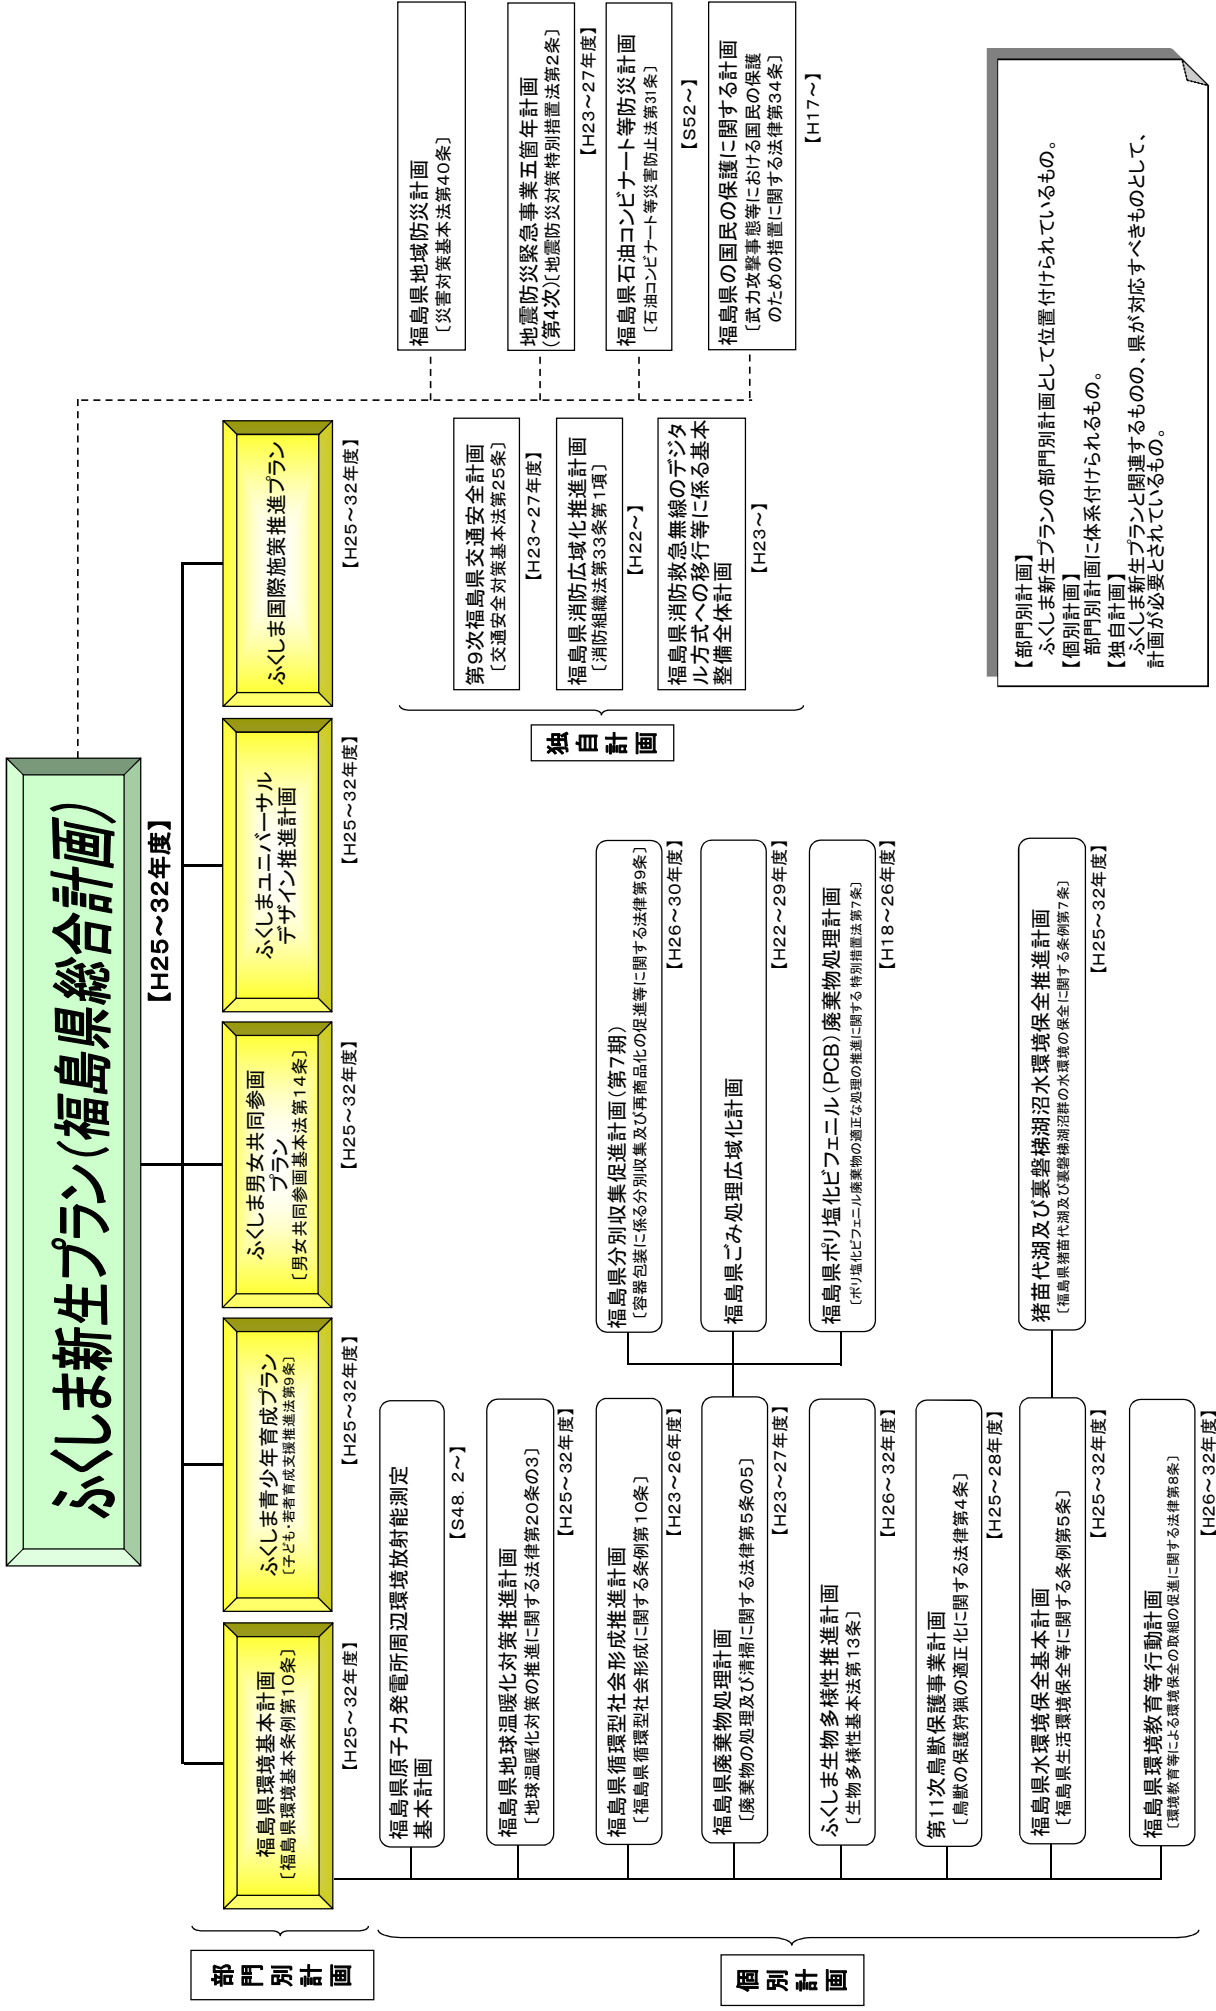 ふくしま新生プラン（福島県総合計画）
【H25～32年度】
部門別計画
福島県環境基本計画
〔福島県環境基本条例第10条〕
【H25～32年度】
ふくしま青少年育成プラン
〔子ども・若者育成支援推進法第9条〕
【H25～32年度】
ふくしま男女共同参画
プラン
〔男女共同参画基本法第14条〕
【H25～32年度】
ふくしまユニバーサル
デザイン推進計画
【H25～32年度】
ふくしま国際施策推進プラン
【H25～32年度】
個別計画
福島県原子力発電所周辺環境放射能測定
基本計画
【S48．2～】
福島県地球温暖化対策推進計画
〔地球温暖化対策の推進に関する法律第20条の3〕
【H25～32年度】
福島県循環型社会形成推進計画
〔福島県循環型社会形成に関する条例第10条〕
【H23～26年度】
福島県廃棄物処理計画
〔廃棄物の処理及び清掃に関する法律第5条の5〕
【H23～27年度】
ふくしま生物多様性推進計画
〔生物多様性基本法第13条〕
【H26～32年度】
第11次鳥獣保護事業計画
〔鳥獣の保護狩猟の適正化に関する法律第4条〕
【H25～28年度】
福島県水環境保全基本計画
〔福島県生活環境保全等に関する条例第5条〕
【H25～32年度】
福島県環境教育等行動計画
〔環境教育等による環境保全の取組の促進に関する法律第8条〕
【H26～32年度】
福島県分別収集促進計画（第7期）
〔容器包装に係る分別収集及び再商品化の促進等に関する法律第9条〕
【H26～30年度】
福島県ごみ処理広域化計画
【H22～29年度】
福島県ポリ塩化ビフェニル（PCB）廃棄物処理計画
〔ポリ塩化ビフェニル廃棄物の適正な処理の推進に関する特別措置法第7条〕
【H18～26年度】
猪苗代湖及び裏磐梯湖沼水環境保全推進計画
〔福島県猪苗代湖及び裏磐梯湖沼群の水環境の保全に関する条例第7条〕
【H25～32年度】
独自計画
第9次福島県交通安全計画
〔交通安全対策基本法第25条〕
【H23～27年度】
福島県消防広域化推進計画
〔消防組織法第33条第1項〕
【H22～】
福島県消防救急無線のデジタ
ル方式への移行等に係る基本
整備全体計画
【H23～】
福島県地域防災計画
〔災害対策基本法第40条〕
地震防災緊急事業五箇年計画
（第4次）〔地震防災対策特別措置法第2条〕
【H23～27年度】
福島県石油コンビナート等防災計画
〔石油コンビナート等災害防止法第31条〕
【S52～】
福島県の国民の保護に関する計画
〔武力攻撃事態等における国民の保護
のための措置に関する法律第34条〕
【H17～】
【部門別計画】
ふくしま新生プランの部門別計画として位置付けられているもの。
【個別計画】
部門別計画に体系付けられるもの。
【独自計画】
ふくしま新生プランと関連するものの、県が対応すべきものとして、
計画が必要とされているもの。